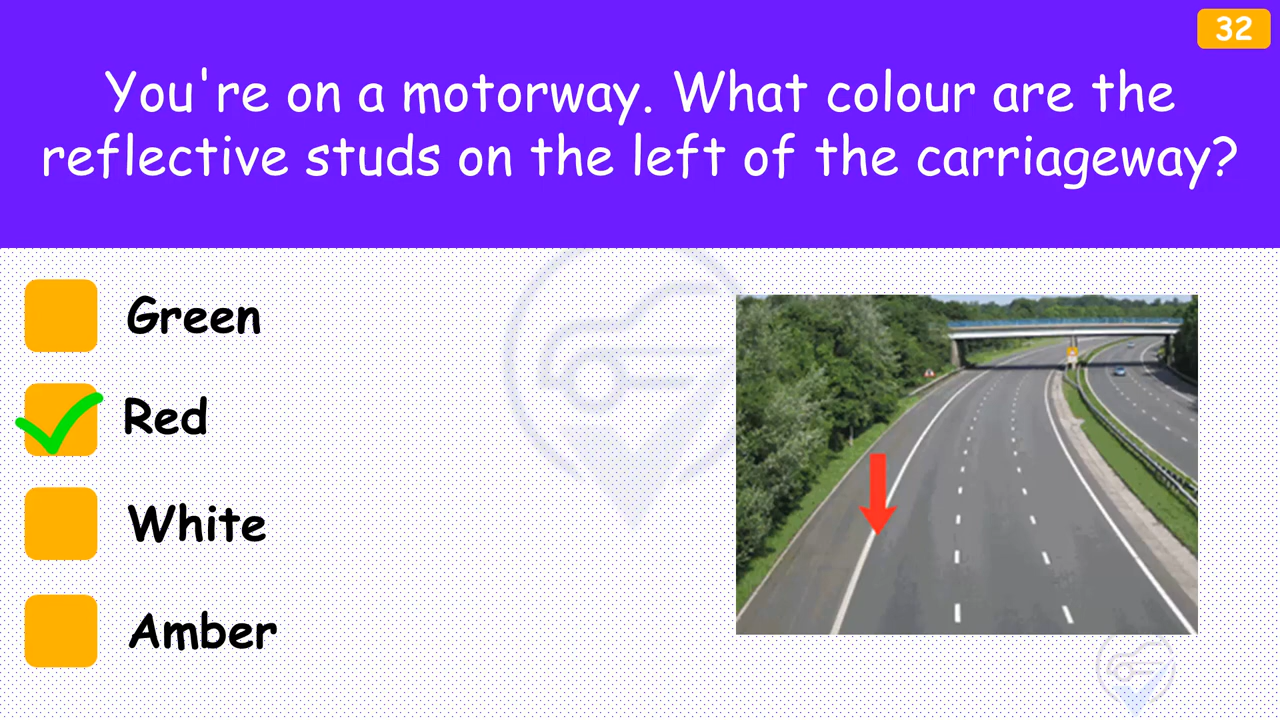 32
You're on a motorway. What colour are the
reflective studs on the left of the carriageway?
Green
Red
White
Amber